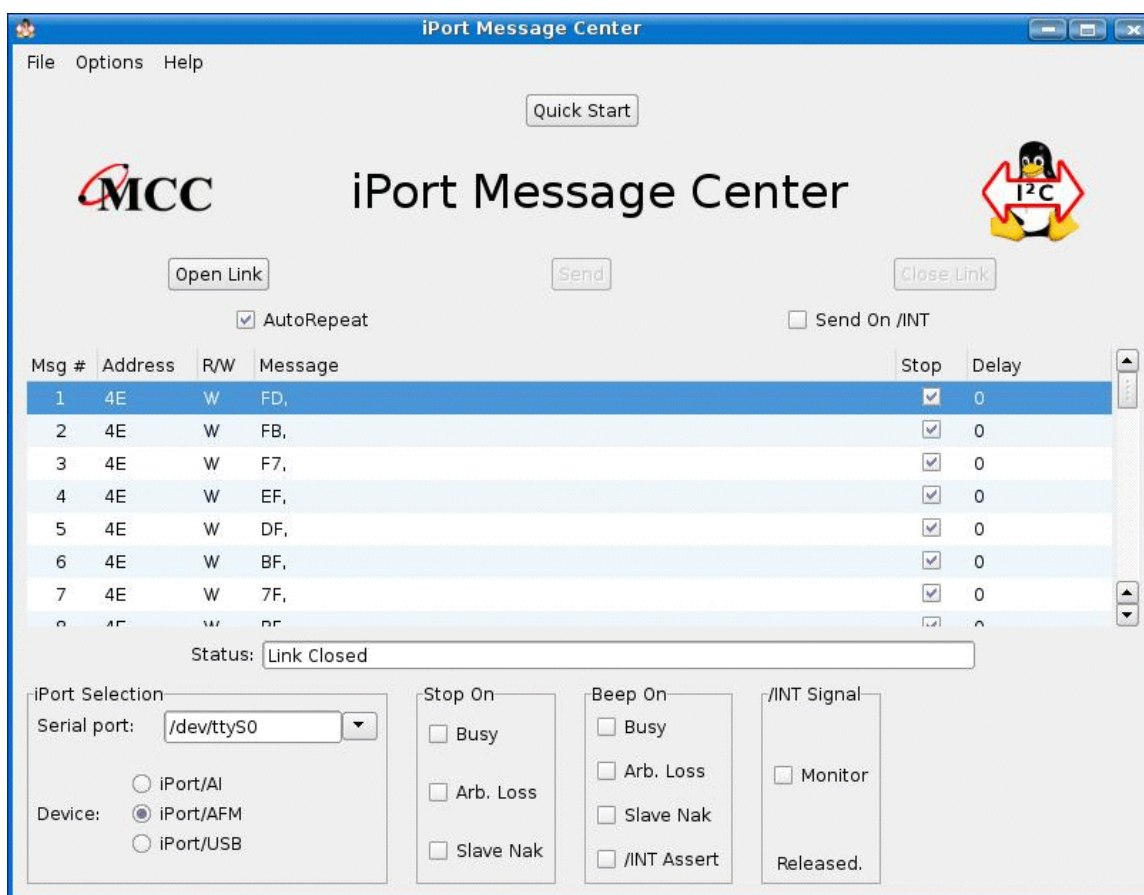 iPort Message Center
File Options Help
Quick Start
MCC
iPort Message Center
I²C
Open Link Send Close Link
AutoRepeat Send On /INT
Msg # Address R/W Message Stop Delay
1 4E W FD, 0
2 4E W FB, 0
3 4E W F7, 0
4 4E W EF, 0
5 4E W DF, 0
6 4E W BF, 0
7 4E W 7F, 0
Status: Link Closed
iPort Selection
Serial port: /dev/ttyS0
Device:
iPort/AI
iPort/AFM
iPort/USB
Stop On
Busy
Arb. Loss
Slave Nak
Beep On
Busy
Arb. Loss
Slave Nak
/INT Assert
/INT Signal
Monitor
Released.